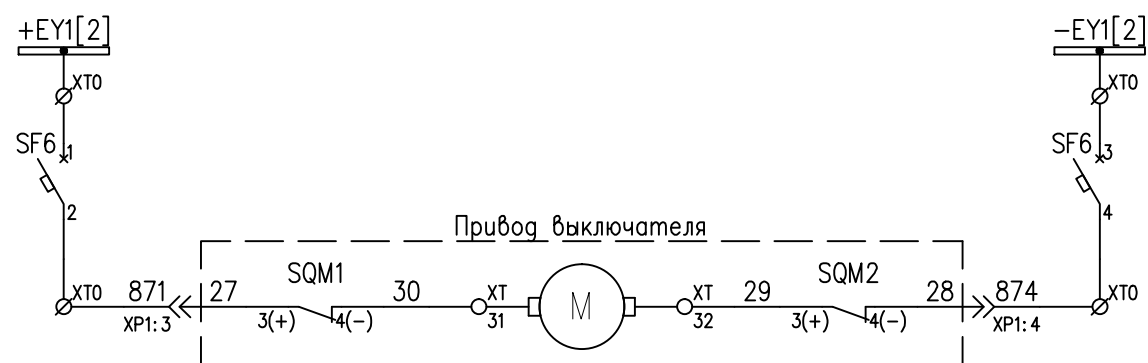 +EY1[2]
-EY1[2]
XT0
XT0
SF6
1
SF6
3
2
4
Привод выключателя
SQM1
SQM2
XT0
871
27
30
XT
M
XT
29
28
874
XT0
XP1:3
3(+)
4(-)
31
32
3(+)
4(-)
XP1:4